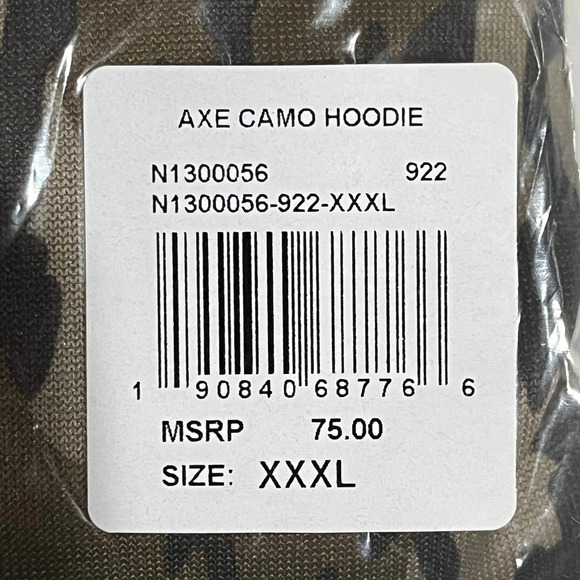 AXE CAMO HOODIE
N1300056 922
N1300056-922-XXXL
1 90840 68776 6
MSRP 75.00
SIZE: XXXL